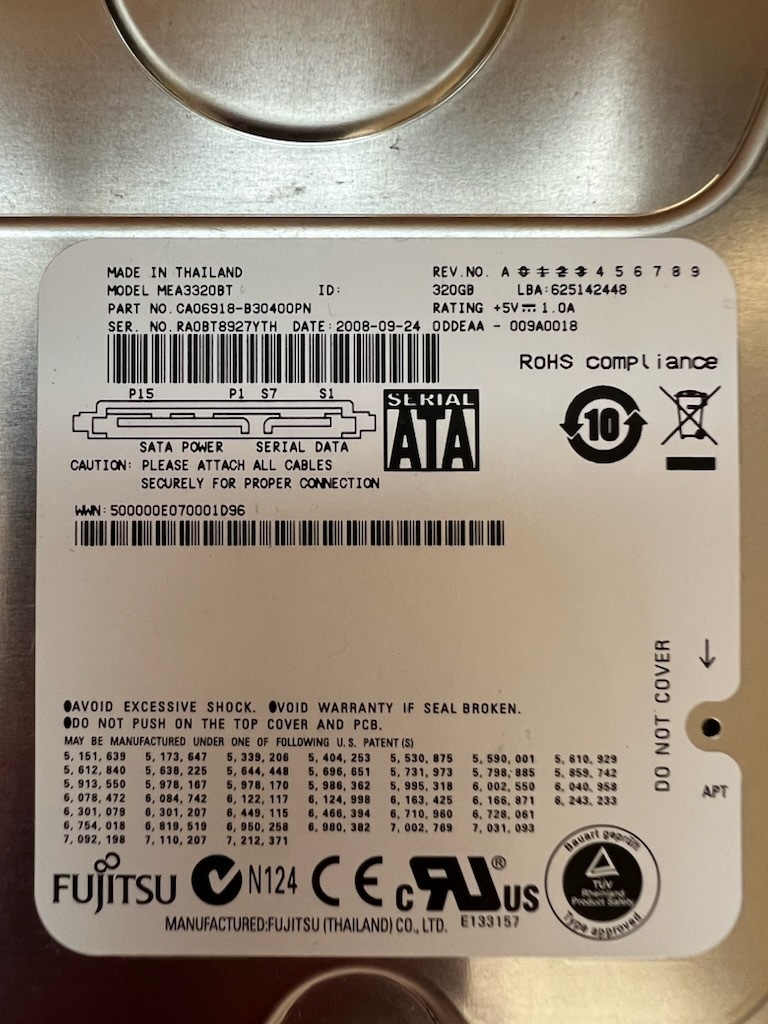 MADE IN THAILAND
REV.NO. A 0 1 2 3 4 5 6 7 8 9
MODEL MEA3320BT ID: 320GB LBA:625142448
PART NO.CA06918-B30400PN RATING +5V⎓1.0A
SER. NO.RA0BT8927YTH DATE:2008-09-24 0DDEAA - 009A0018
RoHS compliance
P15 P1 S7 S1
SERIAL
ATA
10
SATA POWER SERIAL DATA
CAUTION: PLEASE ATTACH ALL CABLES
SECURELY FOR PROPER CONNECTION
WWN:500000E070001D96
DO NOT COVER
APT
●AVOID EXCESSIVE SHOCK. ●VOID WARRANTY IF SEAL BROKEN.
●DO NOT PUSH ON THE TOP COVER AND PCB.
MAY BE MANUFACTURED UNDER ONE OF FOLLOWING U.S. PATENT(S)
5,151,639 5,173,647 5,339,206 5,404,253 5,530,875 5,590,001 5,610,929
5,612,840 5,638,225 5,644,448 5,696,651 5,731,973 5,798,885 5,859,742
5,913,550 5,978,167 5,978,170 5,986,362 5,995,318 6,002,550 6,040,958
6,078,472 6,084,742 6,122,117 6,124,998 6,163,425 6,166,871 6,243,233
6,301,079 6,301,207 6,449,115 6,466,394 6,710,960 6,728,061
6,754,018 6,819,519 6,950,258 6,980,382 7,002,769 7,031,093
7,092,198 7,110,207 7,212,371
FUJITSU N124 CE c RU® US
Bauart geprüft
TÜV
Rheinland
Product Safety
Type approved
MANUFACTURED:FUJITSU (THAILAND) CO., LTD. E133157